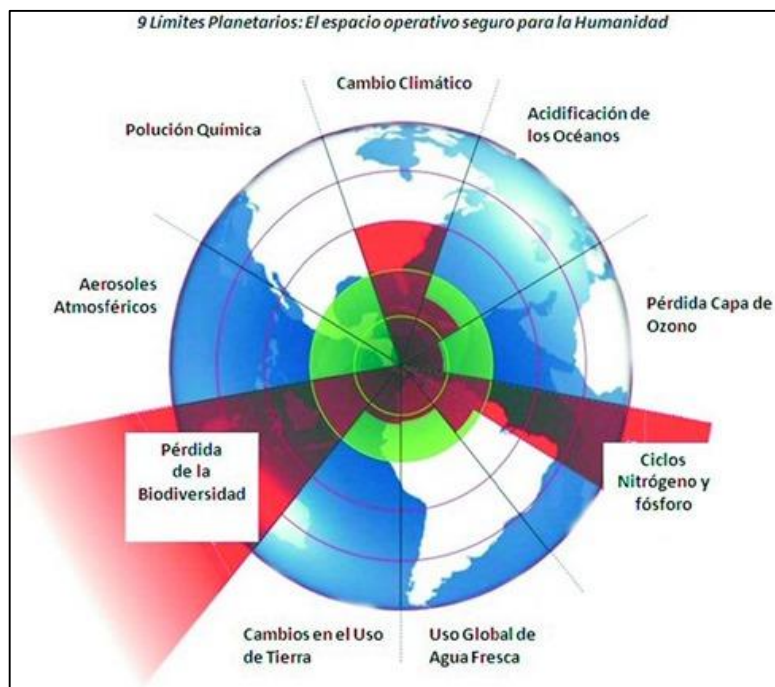 9 Límites Planetarios: El espacio operativo seguro para la Humanidad
Cambio Climático
Acidificación de
los Océanos
Pérdida Capa de
Ozono
Ciclos
Nitrógeno y
fósforo
Uso Global de
Agua Fresca
Cambios en el Uso
de Tierra
Pérdida
de la
Biodiversidad
Aerosoles
Atmosféricos
Polución Química